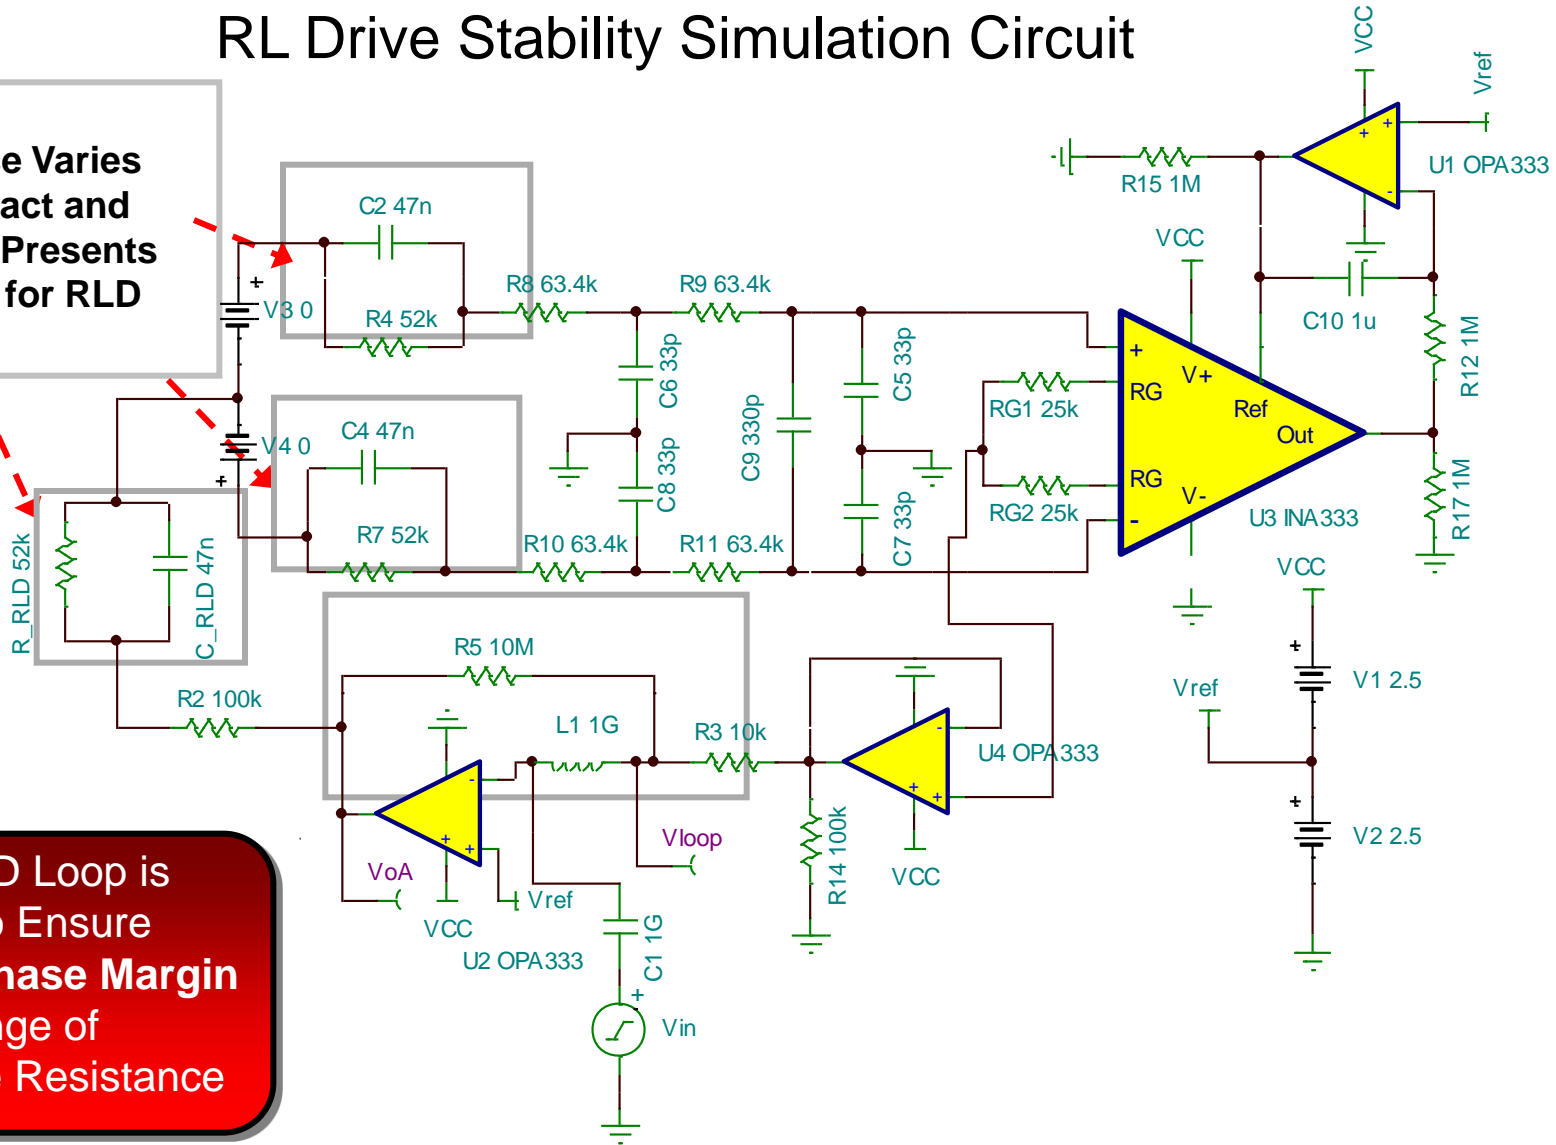 RL Drive Stability Simulation Circuit
e Varies
act and
Presents
for RLD
C2 47n
R4 52k
V3 0
+
R8 63.4k
R9 63.4k
C6 33p
C8 33p
C9 330p
C5 33p
C7 33p
V4 0
+
C4 47n
R7 52k
R10 63.4k
R11 63.4k
R_RLD 52k
C_RLD 47n
R2 100k
R5 10M
L1 1G
R3 10k
-
+
+
VoA
VCC
Vref
U2 OPA333
Vloop
C1 1G
+
Vin
R14 100k
-
+
+
VCC
U4 OPA333
RG1 25k
RG2 25k
VCC
+
RG
RG
-
V+
V-
Ref
Out
U3 INA333
R15 1M
VCC
Vref
+
+
-
U1 OPA333
C10 1u
R12 1M
R17 1M
VCC
+
V1 2.5
Vref
+
V2 2.5
D Loop is
Ensure
Margin
nge of
Resistance